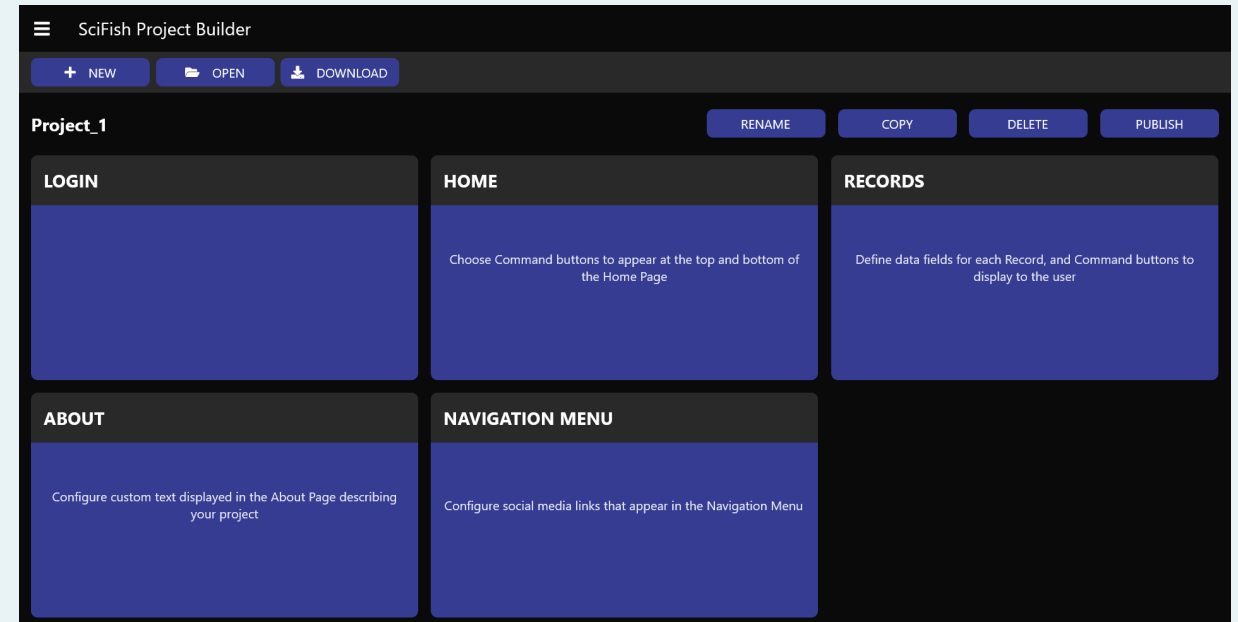 SciFish Project Builder
NEW OPEN DOWNLOAD
Project_1 RENAME COPY DELETE PUBLISH
LOGIN
HOME
Choose Command buttons to appear at the top and bottom of
the Home Page
RECORDS
Define data fields for each Record, and Command buttons to
display to the user
ABOUT
Configure custom text displayed in the About Page describing
your project
NAVIGATION MENU
Configure social media links that appear in the Navigation Menu